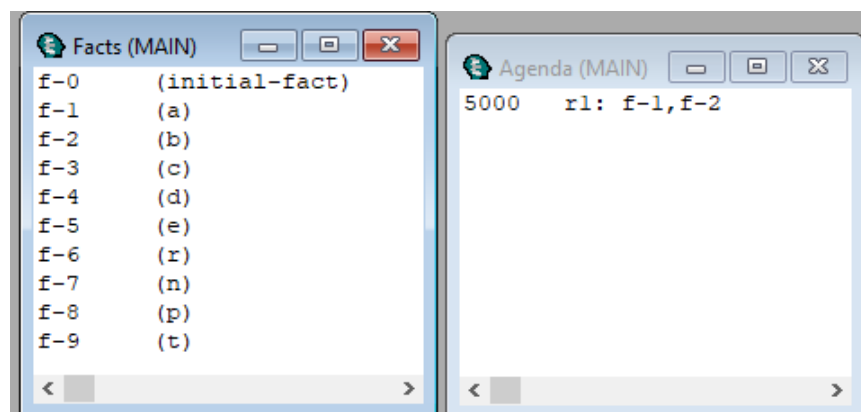 Facts (MAIN)
f-0 (initial-fact)
f-1 (a)
f-2 (b)
f-3 (c)
f-4 (d)
f-5 (e)
f-6 (r)
f-7 (n)
f-8 (p)
f-9 (t)
Agenda (MAIN)
5000 r1: f-1,f-2